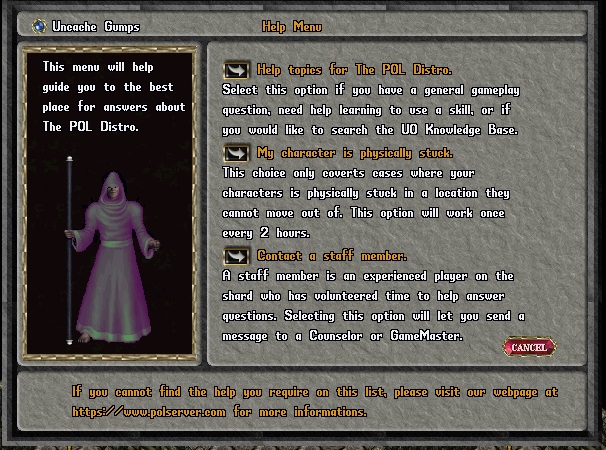 Uncache Gumps
Help Menu
This menu will help
guide you to the best
place for answers about
The POL Distro.
Help topics for The POL Distro.
Select this option if you have a general gameplay
question, need help learning to use a skill, or if
you would like to search the UO Knowledge Base.
My character is physically stuck.
This choice only coverts cases where your
characters is physically stuck in a location they
cannot move out of. This option will work once
every 2 hours.
Contact a staff member.
A staff member is an experienced player on the
shard who has volunteered time to help answer
questions. Selecting this option will let you send a
message to a Counselor or GameMaster.
CANCEL
If you cannot find the help you require on this list, please visit our webpage at
https://www.polserver.com for more informations.